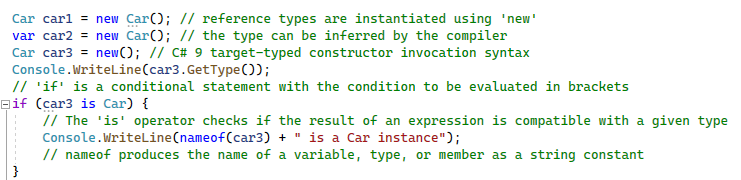 Car car1 = new Car(); // reference types are instantiated using 'new'
var car2 = new Car(); // the type can be inferred by the compiler
Car car3 = new(); // C# 9 target-typed constructor invocation syntax
Console.WriteLine(car3.GetType());
// 'if' is a conditional statement with the condition to be evaluated in brackets
if (car3 is Car) {
    // The 'is' operator checks if the result of an expression is compatible with a given type
    Console.WriteLine(nameof(car3) + " is a Car instance");
    // nameof produces the name of a variable, type, or member as a string constant
}